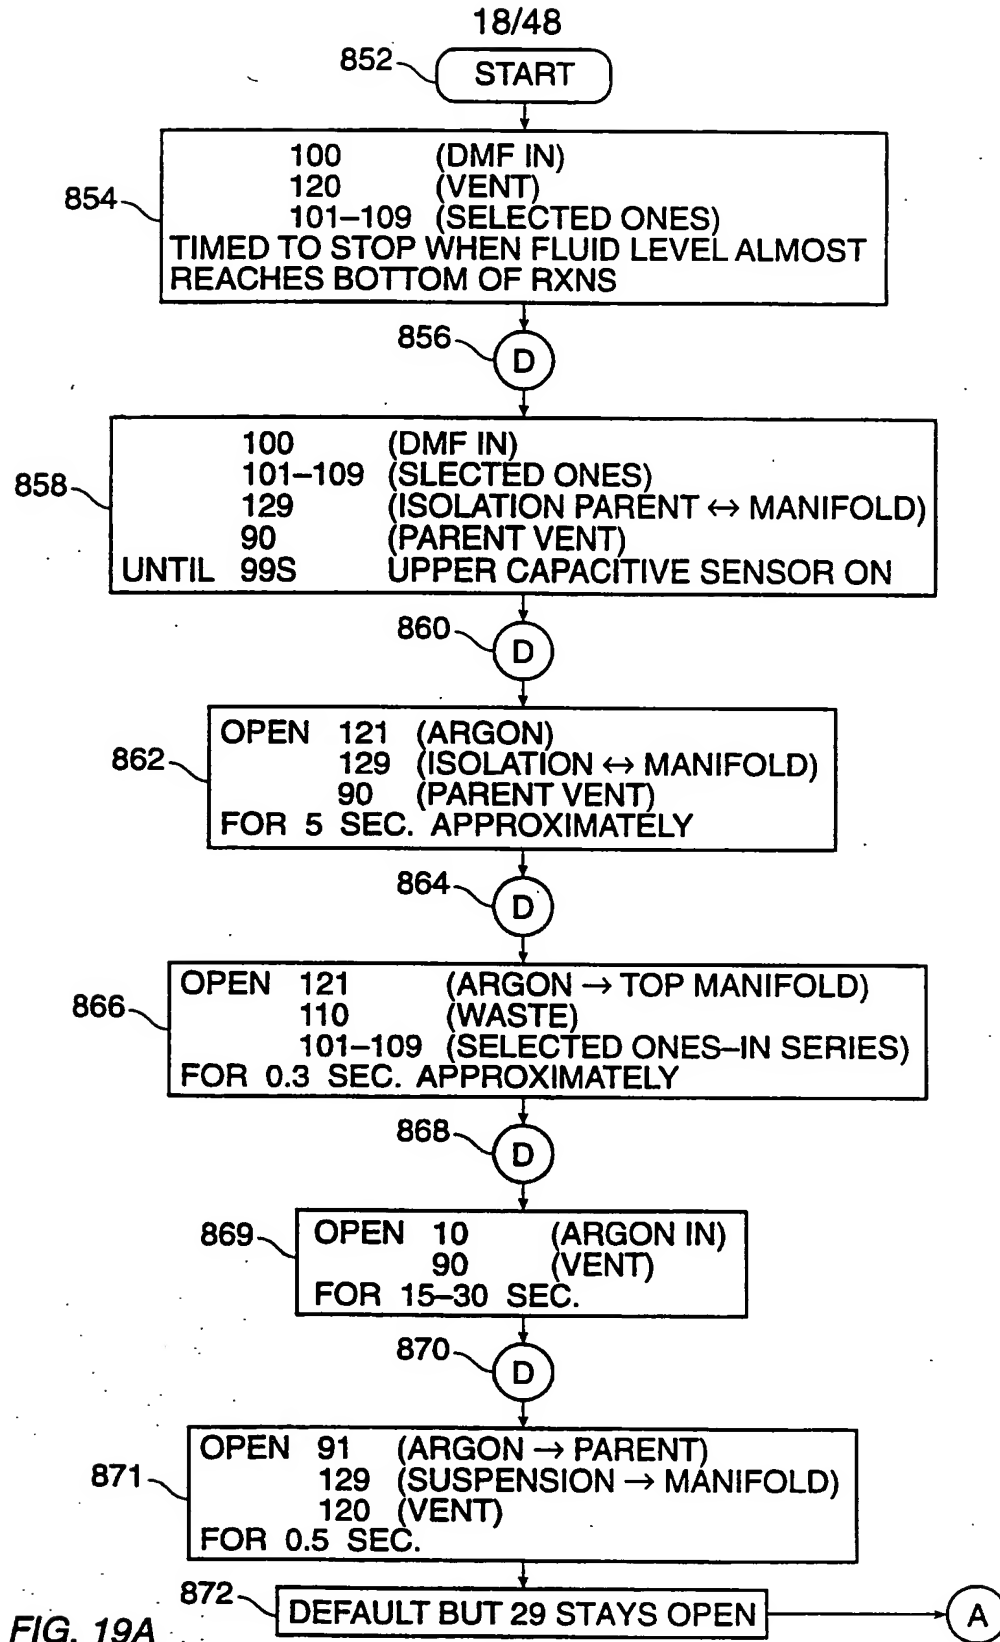 18/48
852 START
854
100 (DMF IN)
120 (VENT)
101–109 (SELECTED ONES)
TIMED TO STOP WHEN FLUID LEVEL ALMOST
REACHES BOTTOM OF RXNS
856 D
858
100 (DMF IN)
101–109 (SLECTED ONES)
129 (ISOLATION PARENT ↔ MANIFOLD)
90 (PARENT VENT)
UNTIL 99S UPPER CAPACITIVE SENSOR ON
860 D
862
OPEN 121 (ARGON)
129 (ISOLATION ↔ MANIFOLD)
90 (PARENT VENT)
FOR 5 SEC. APPROXIMATELY
864 D
866
OPEN 121 (ARGON → TOP MANIFOLD)
110 (WASTE)
101–109 (SELECTED ONES–IN SERIES)
FOR 0.3 SEC. APPROXIMATELY
868 D
869
OPEN 10 (ARGON IN)
90 (VENT)
FOR 15–30 SEC.
870 D
871
OPEN 91 (ARGON → PARENT)
129 (SUSPENSION → MANIFOLD)
120 (VENT)
FOR 0.5 SEC.
872 DEFAULT BUT 29 STAYS OPEN A
FIG. 19A